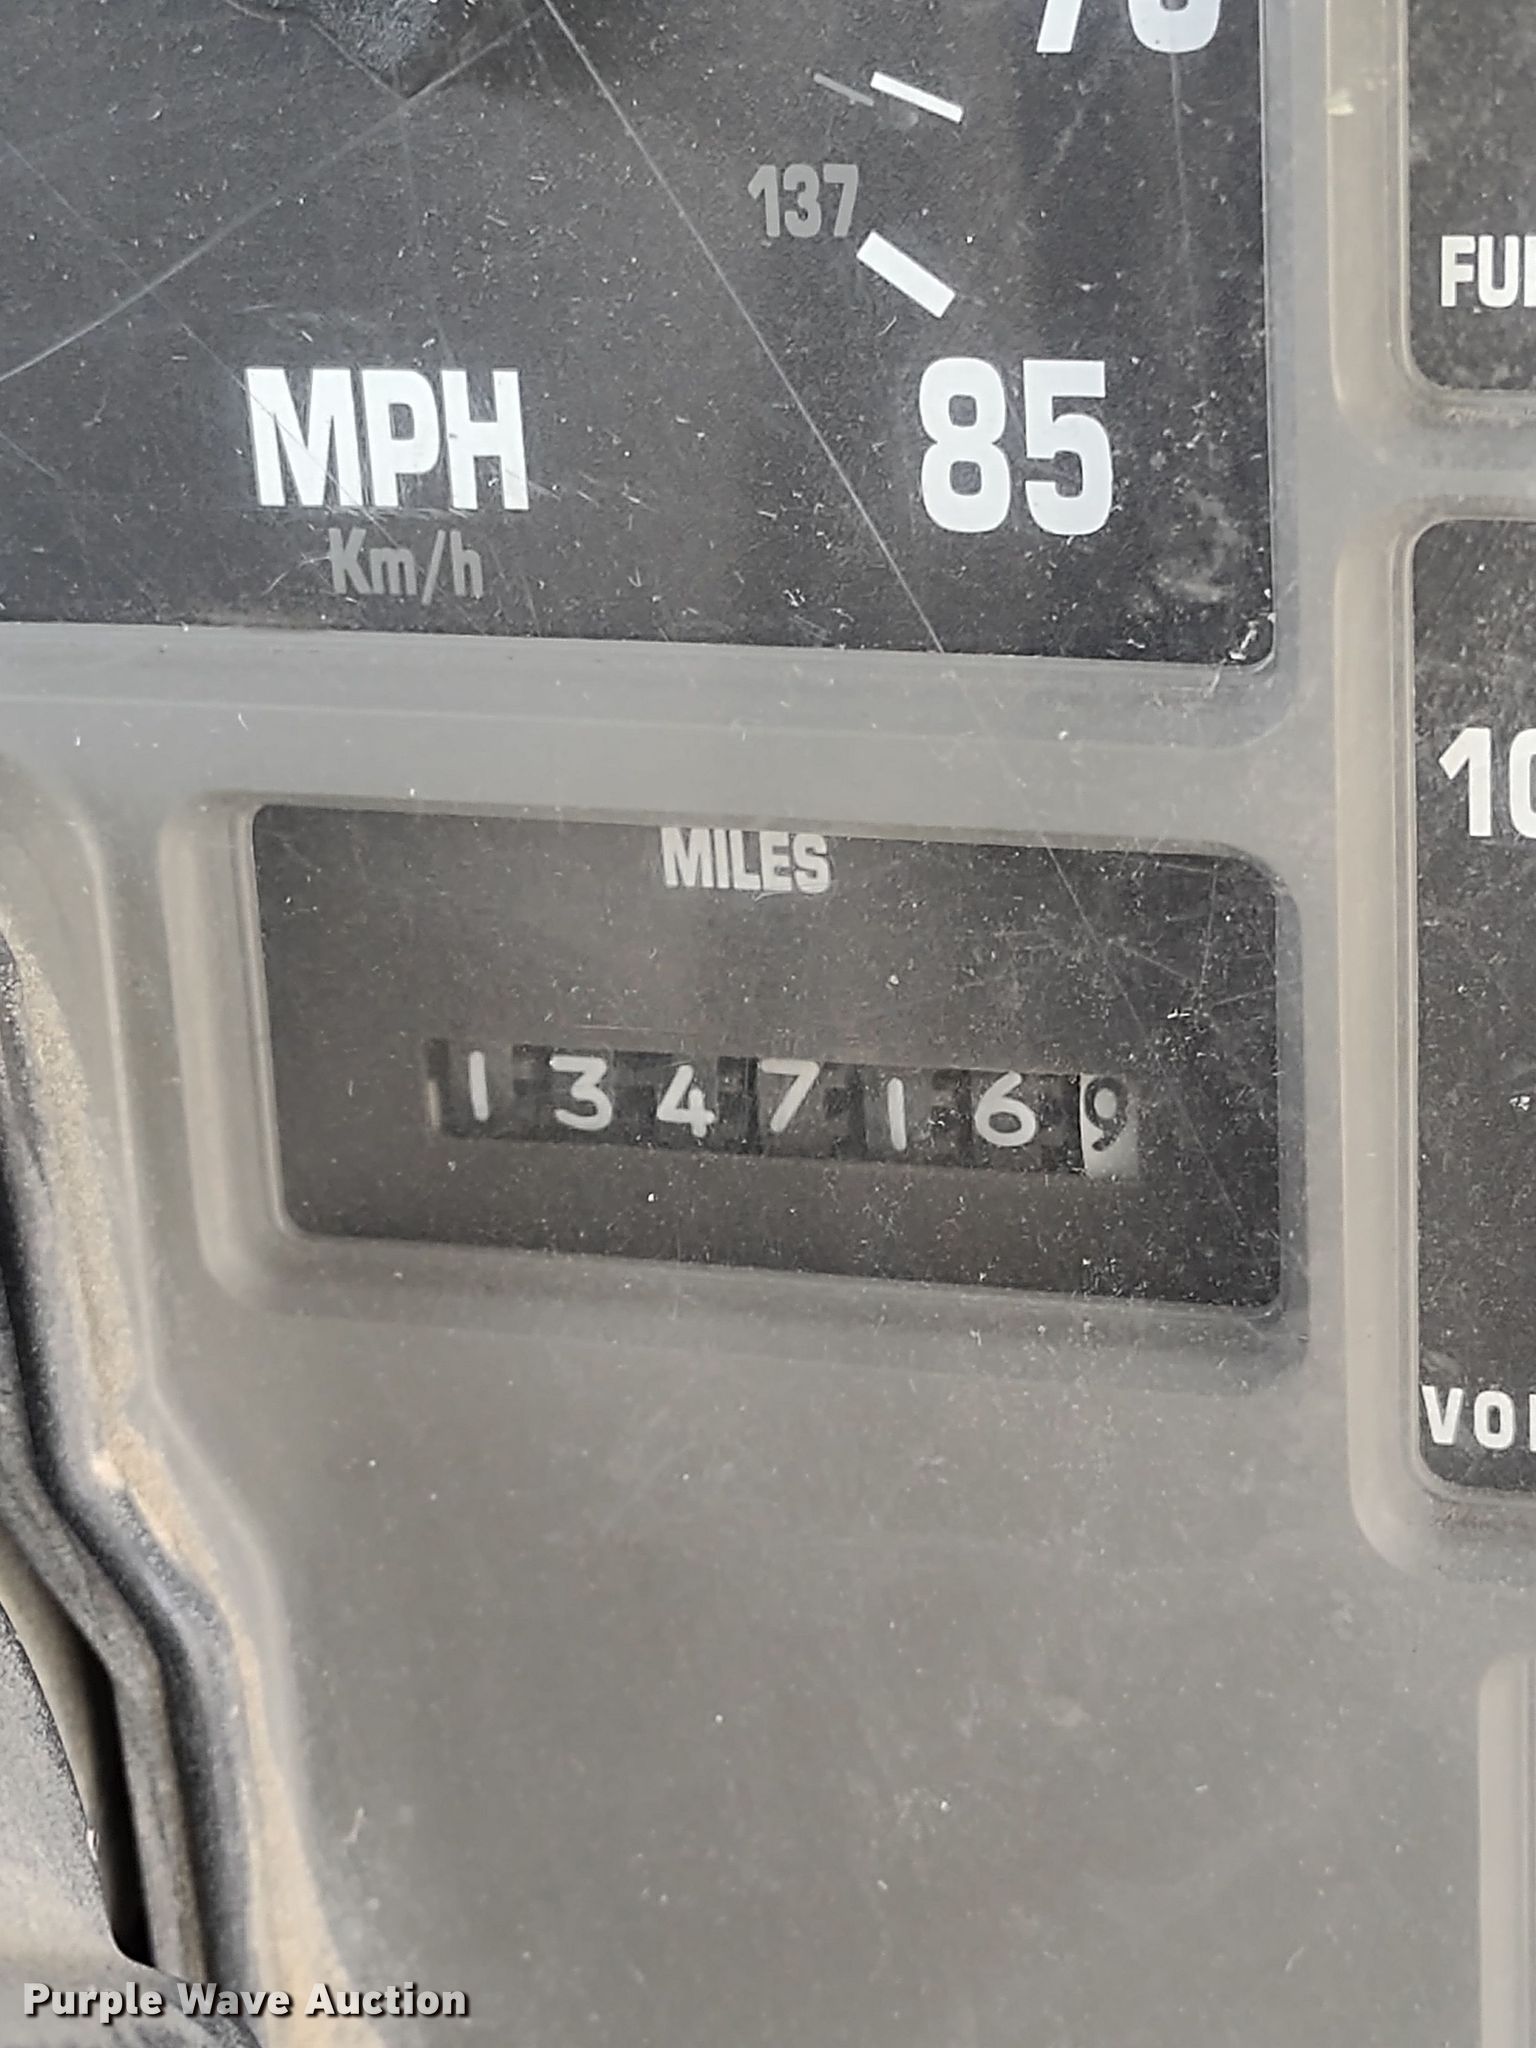 137
85
MPH
Km/h
MILES
1347169
Purple Wave Auction